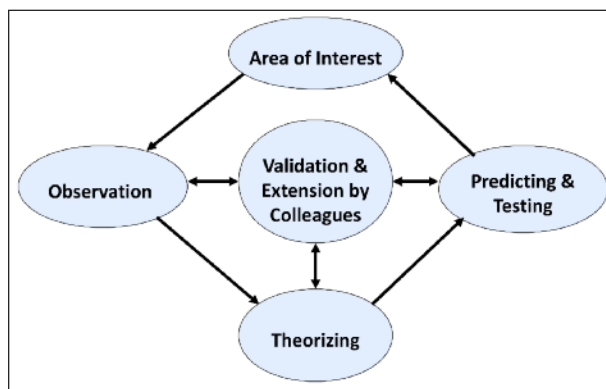 Area of Interest
Observation
Validation &
Extension by
Colleagues
Predicting &
Testing
Theorizing